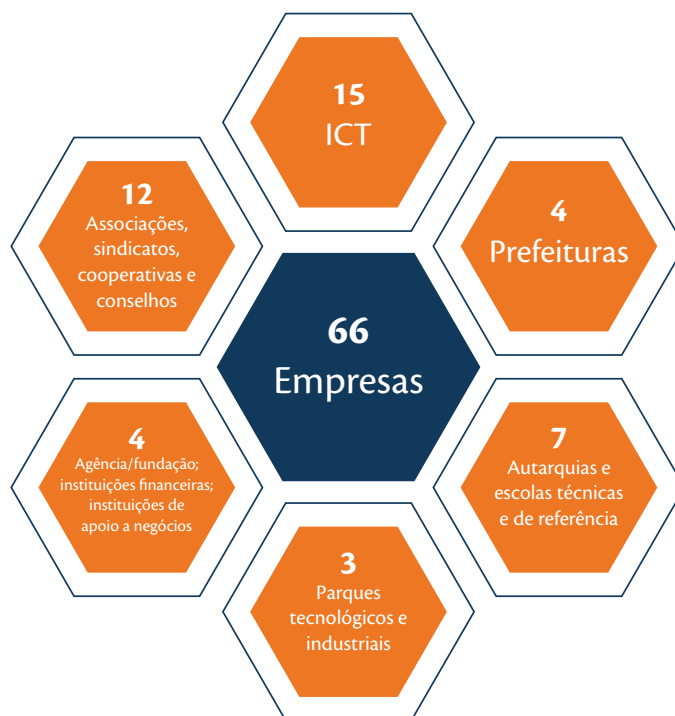 15
ICT
12
Associações,
sindicatos,
cooperativas e
conselhos
4
Prefeituras
66
Empresas
4
Agência/fundação;
instituições financeiras;
instituições de
apoio a negócios
7
Autarquias e
escolas técnicas
e de referência
3
Parques
tecnológicos e
industriais